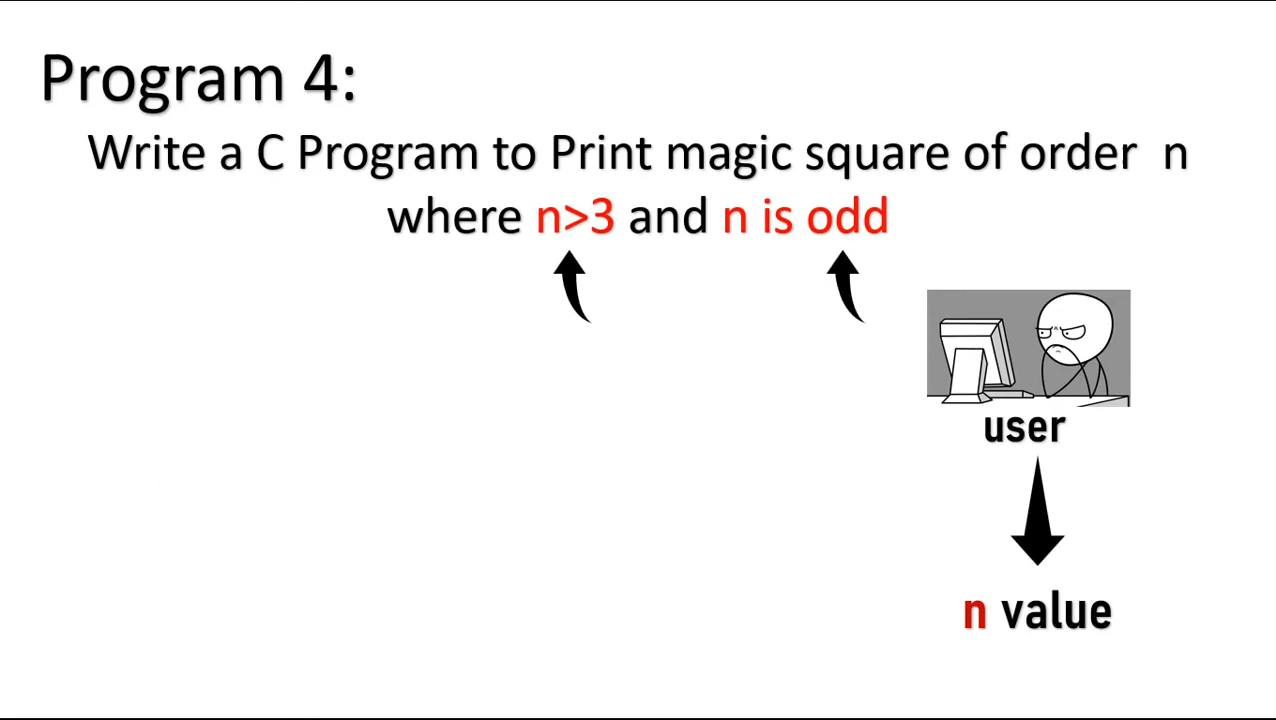 Program 4:
Write a C Program to Print magic square of order n
where n>3 and n is odd
user
n value